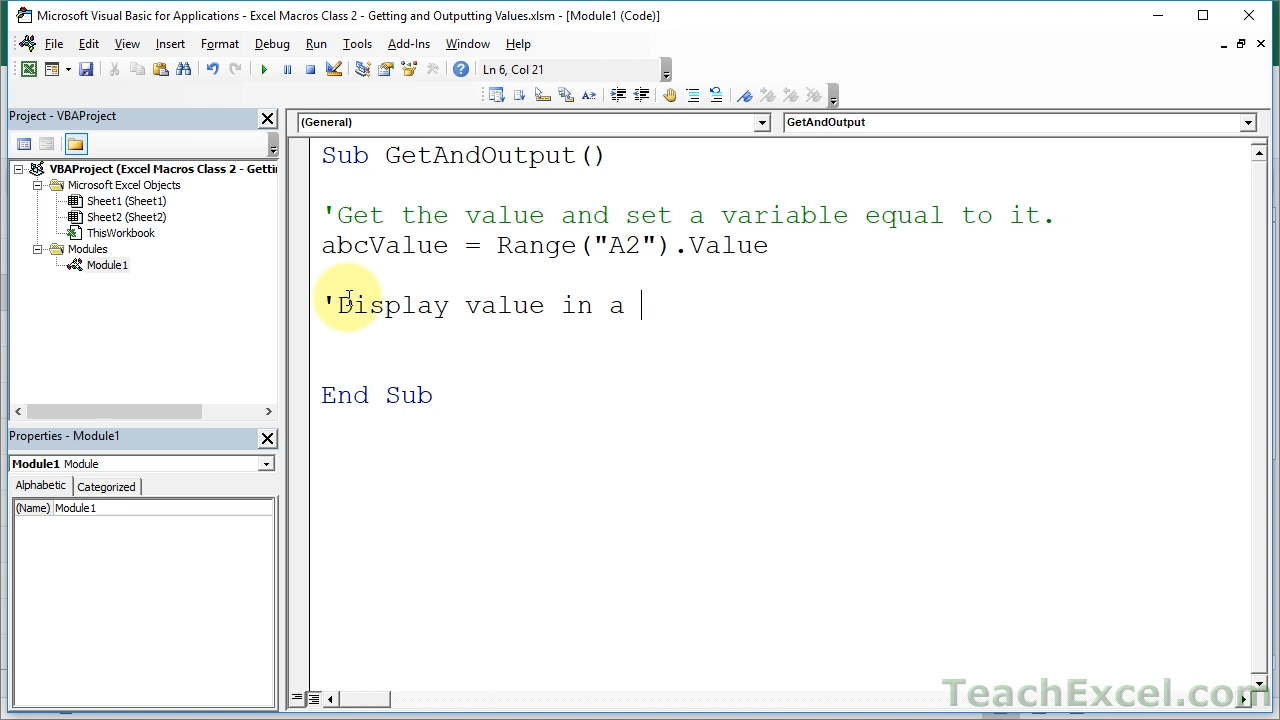 Microsoft Visual Basic for Applications - Excel Macros Class 2 - Getting and Outputting Values.xlsm - [Module1 (Code)]
File Edit View Insert Format Debug Run Tools Add-Ins Window Help
Ln 6, Col 21
Project - VBAProject
(General)
GetAndOutput
VBAProject (Excel Macros Class 2 - Getti
Microsoft Excel Objects
Sheet1 (Sheet1)
Sheet2 (Sheet2)
ThisWorkbook
Modules
Module1
Sub GetAndOutput()
'Get the value and set a variable equal to it.
abcValue = Range("A2").Value
'Display value in a
End Sub
Properties - Module1
Module1 Module
Alphabetic Categorized
(Name) Module1
TeachExcel.com